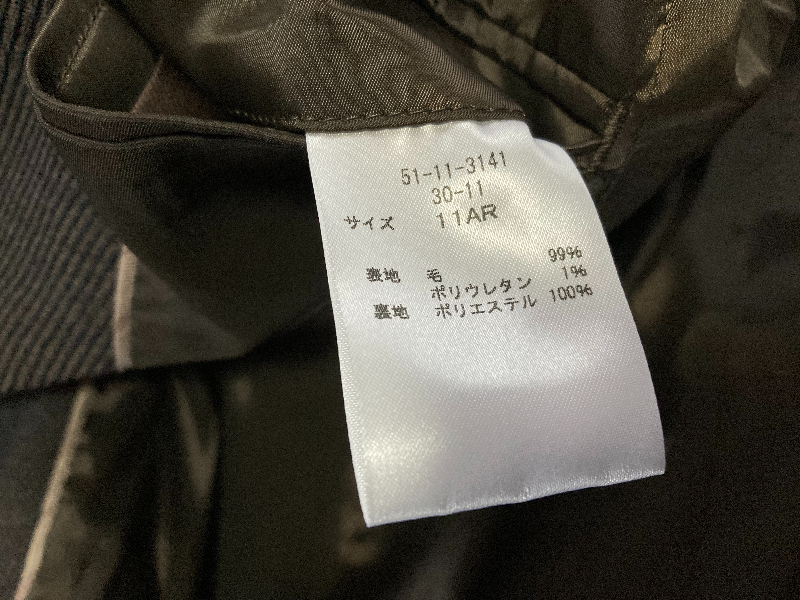 51-11-3141
30-11
サイズ 11AR
表地 毛 99%
ポリウレタン 1%
裏地 ポリエステル 100%